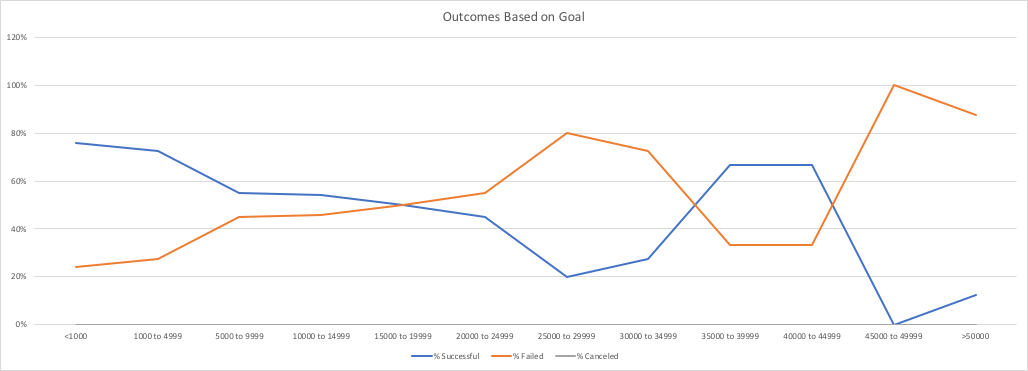 Outcomes Based on Goal
120%
100%
80%
60%
40%
20%
0%
<1000 1000 to 4999 5000 to 9999 10000 to 14999 15000 to 19999 20000 to 24999 25000 to 29999 30000 to 34999 35000 to 39999 40000 to 44999 45000 to 49999 >50000
% Successful % Failed % Canceled